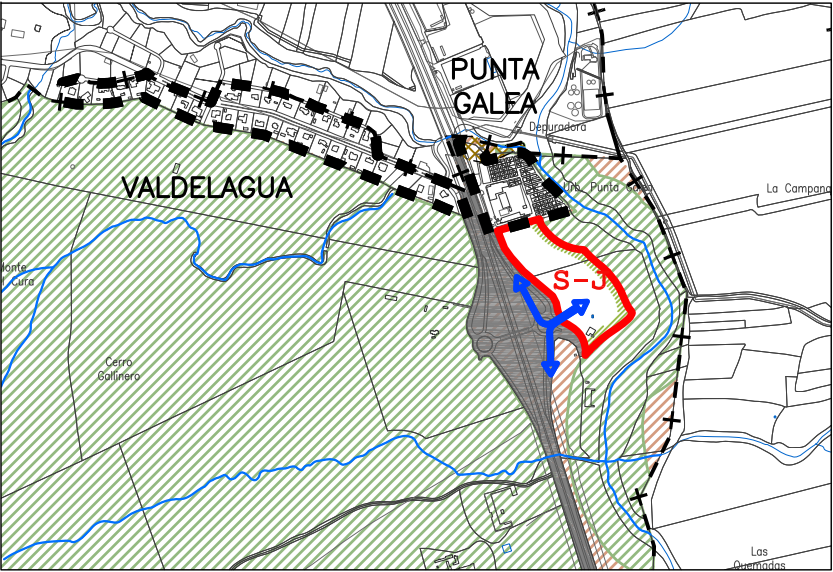 PUNTA
GALEA
Depuradora
VALDELAGUA
Urb. Punta Galea
La Campana
Monte
l Cura
S-J
Cerro
Gallinero
Las
Quemadas